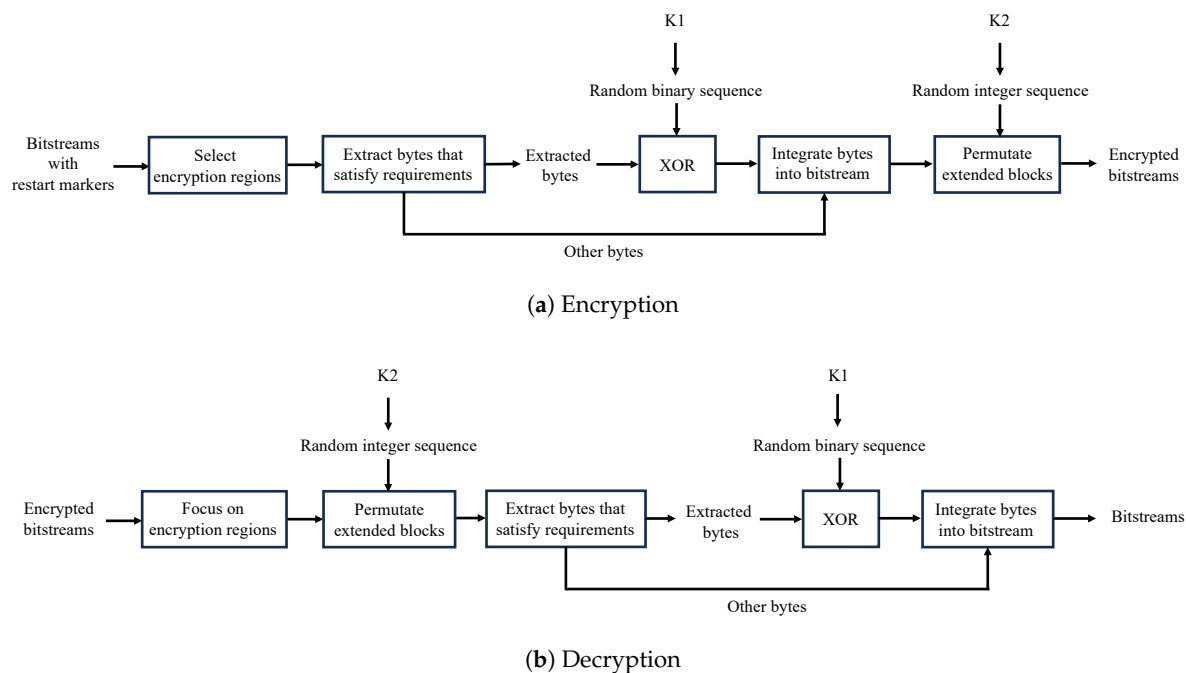 K1
K2
Random binary sequence
Random integer sequence
Bitstreams
with
restart markers
Select
encryption regions
Extract bytes that
satisfy requirements
Extracted
bytes
XOR
Integrate bytes
into bitstream
Permutate
extended blocks
Encrypted
bitstreams
Other bytes
(a) Encryption
K2
K1
Random integer sequence
Random binary sequence
Encrypted
bitstreams
Focus on
encryption regions
Permutate
extended blocks
Extract bytes that
satisfy requirements
Extracted
bytes
XOR
Integrate bytes
into bitstream
Bitstreams
Other bytes
(b) Decryption